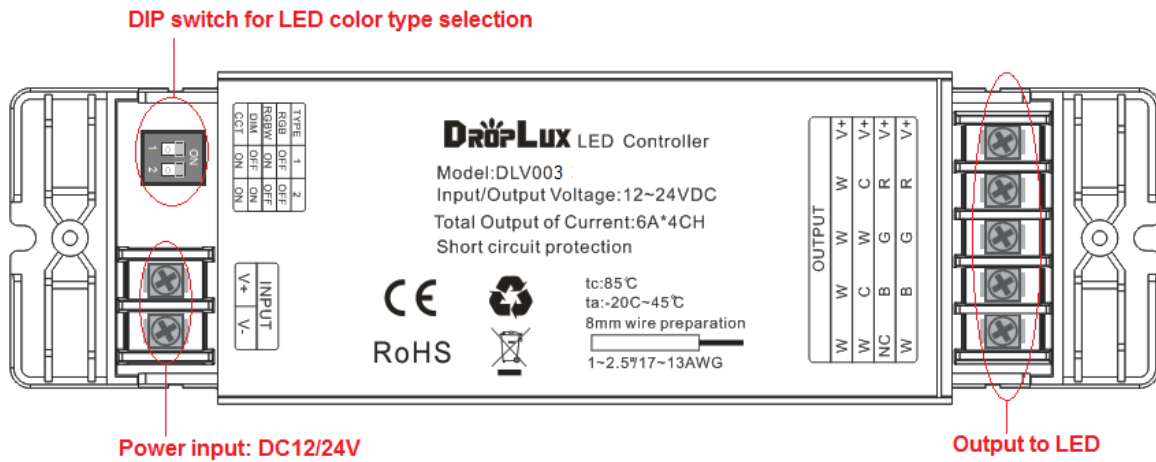 DIP switch for LED color type selection
ON
1
2
TYPE 1 2
RGB OFF OFF
RGBW ON OFF
DIM OFF ON
CCT ON ON
INPUT
V+ V-
DROPLUX LED Controller
Model:DLV003
Input/Output Voltage:12~24VDC
Total Output of Current:6A*4CH
Short circuit protection
CE
RoHS
tc:85℃
ta:-20C~45℃
8mm wire preparation
1~2.5㎡/17~13AWG
OUTPUT
W W W W V+
W C W C V+
NC B G R V+
W B G R V+
Power input: DC12/24V
Output to LED